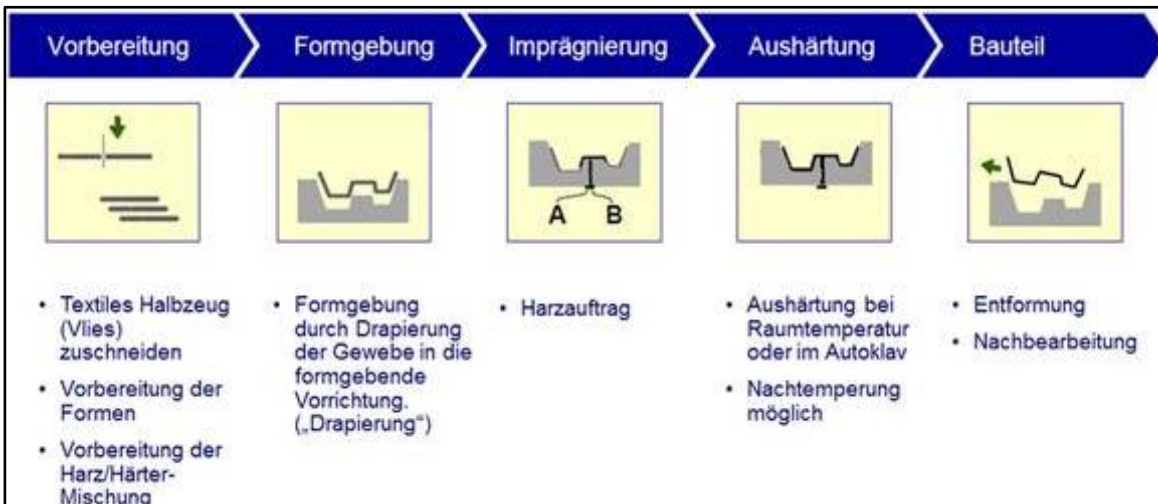 Vorbereitung
Formgebung
Imprägnierung
Aushärtung
Bauteil
A B
• Textiles Halbzeug
(Vlies)
zuschneiden
• Vorbereitung der
Formen
• Vorbereitung der
Harz/Härter-
Mischung
• Formgebung
durch Drapierung
der Gewebe in die
formgebende
Vorrichtung.
(„Drapierung“)
• Harzauftrag
• Aushärtung bei
Raumtemperatur
oder im Autoklav
• Nachtemperung
möglich
• Entformung
• Nachbearbeitung